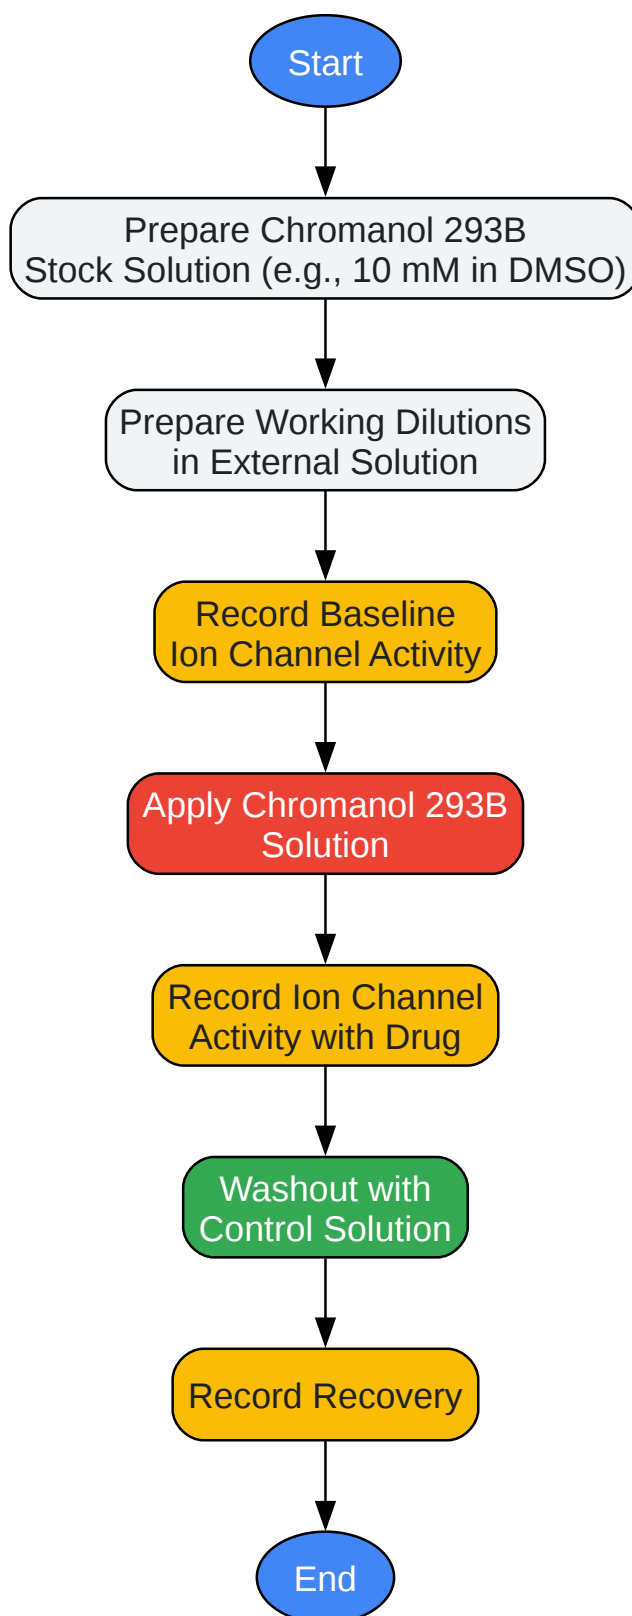 Start
Prepare Chromanol 293B
Stock Solution (e.g., 10 mM in DMSO)
Prepare Working Dilutions
in External Solution
Record Baseline
Ion Channel Activity
Apply Chromanol 293B
Solution
Record Ion Channel
Activity with Drug
Washout with
Control Solution
Record Recovery
End